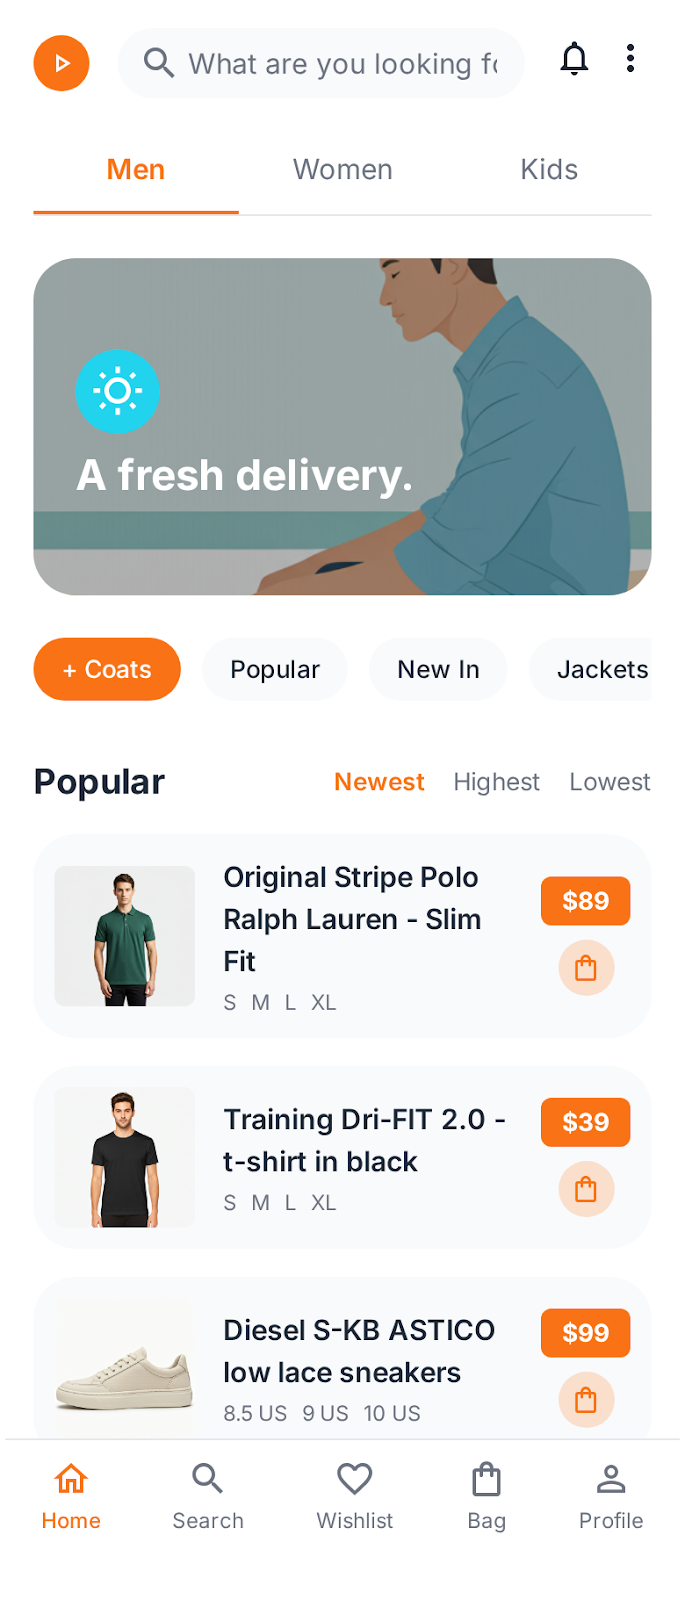 What are you looking fo
Men Women Kids
A fresh delivery.
+ Coats Popular New In Jackets
Popular Newest Highest Lowest
Original Stripe Polo
Ralph Lauren - Slim
Fit
S M L XL
$89
Training Dri-FIT 2.0 -
t-shirt in black
S M L XL
$39
Diesel S-KB ASTICO
low lace sneakers
8.5 US 9 US 10 US
$99
Home Search Wishlist Bag Profile